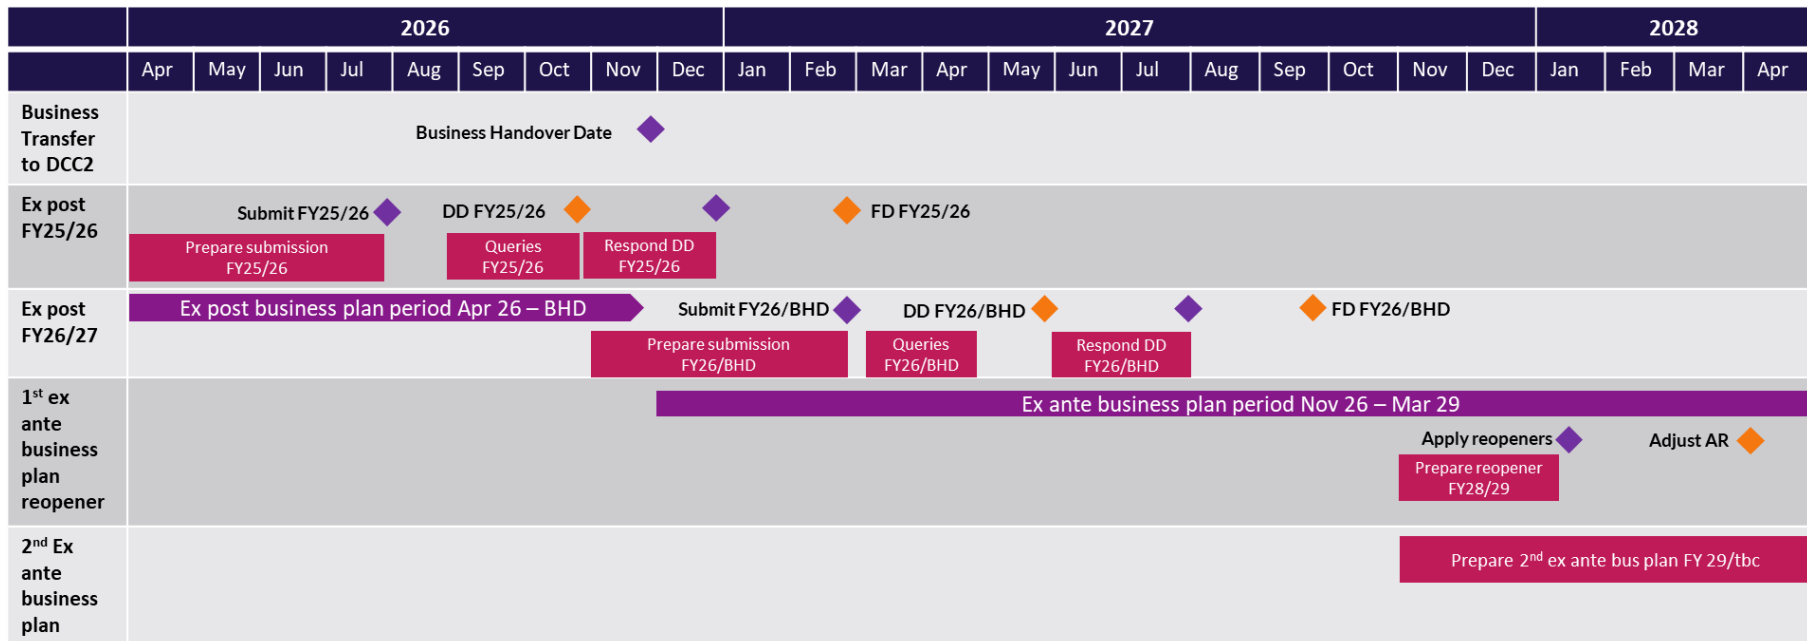 2026 2027 2028
Apr May Jun Jul Aug Sep Oct Nov Dec Jan Feb Mar Apr May Jun Jul Aug Sep Oct Nov Dec Jan Feb Mar Apr
Business
Transfer
to DCC2
Business Handover Date
Ex post
FY25/26
Submit FY25/26
DD FY25/26
FD FY25/26
Prepare submission
FY25/26
Queries
FY25/26
Respond DD
FY25/26
Ex post
FY26/27
Ex post business plan period Apr 26 – BHD
Submit FY26/BHD
DD FY26/BHD
FD FY26/BHD
Prepare submission
FY26/BHD
Queries
FY26/BHD
Respond DD
FY26/BHD
1st ex
ante
business
plan
reopener
Ex ante business plan period Nov 26 – Mar 29
Apply reopeners
Adjust AR
Prepare reopener
FY28/29
2nd Ex
ante
business
plan
Prepare 2nd ex ante bus plan FY 29/tbc